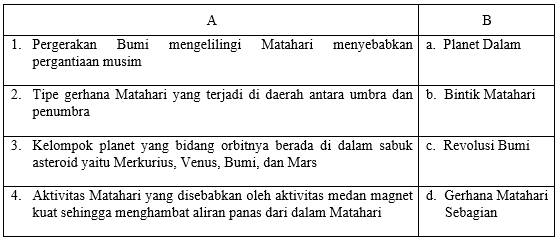 A B
1. Pergerakan Bumi mengelilingi Matahari menyebabkan a. Planet Dalam
pergantiaan musim
2. Tipe gerhana Matahari yang terjadi di daerah antara umbra dan b. Bintik Matahari
penumbra
3. Kelompok planet yang bidang orbitnya berada di dalam sabuk c. Revolusi Bumi
asteroid yaitu Merkurius, Venus, Bumi, dan Mars
4. Aktivitas Matahari yang disebabkan oleh aktivitas medan magnet d. Gerhana Matahari
kuat sehingga menghambat aliran panas dari dalam Matahari Sebagian